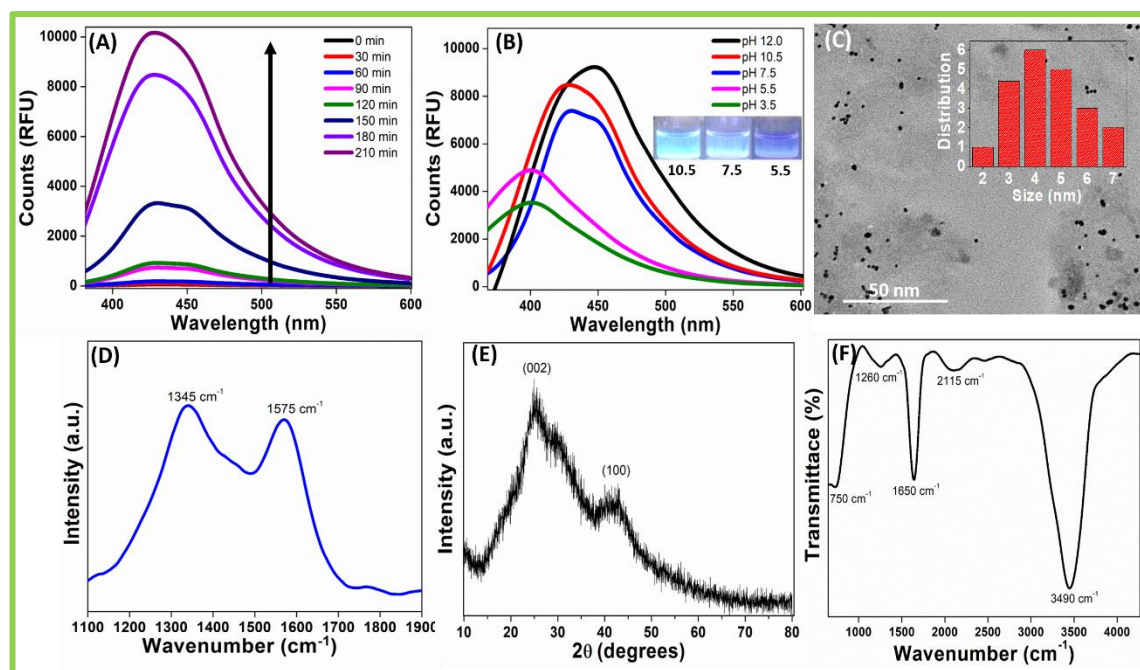 (A)
10000
8000
6000
4000
2000
0
Counts (RFU)
0 min
30 min
60 min
90 min
120 min
150 min
180 min
210 min
400 450 500 550 600
Wavelength (nm)
(B)
10000
8000
6000
4000
2000
0
Counts (RFU)
pH 12.0
pH 10.5
pH 7.5
pH 5.5
pH 3.5
10.5 7.5 5.5
400 450 500 550 600
Wavelength (nm)
(C)
Distribution
6
5
4
3
2
1
0
2 3 4 5 6 7
Size (nm)
50 nm
(D)
1345 cm-1
1575 cm-1
Intensity (a.u.)
1100 1200 1300 1400 1500 1600 1700 1800 1900
Wavenumber (cm-1)
(E)
(002)
(100)
Intensity (a.u.)
10 20 30 40 50 60 70 80
2θ (degrees)
(F)
1260 cm-1
2115 cm-1
750 cm-1
1650 cm-1
3490 cm-1
Transmittace (%)
1000 1500 2000 2500 3000 3500 4000
Wavenumber (cm-1)